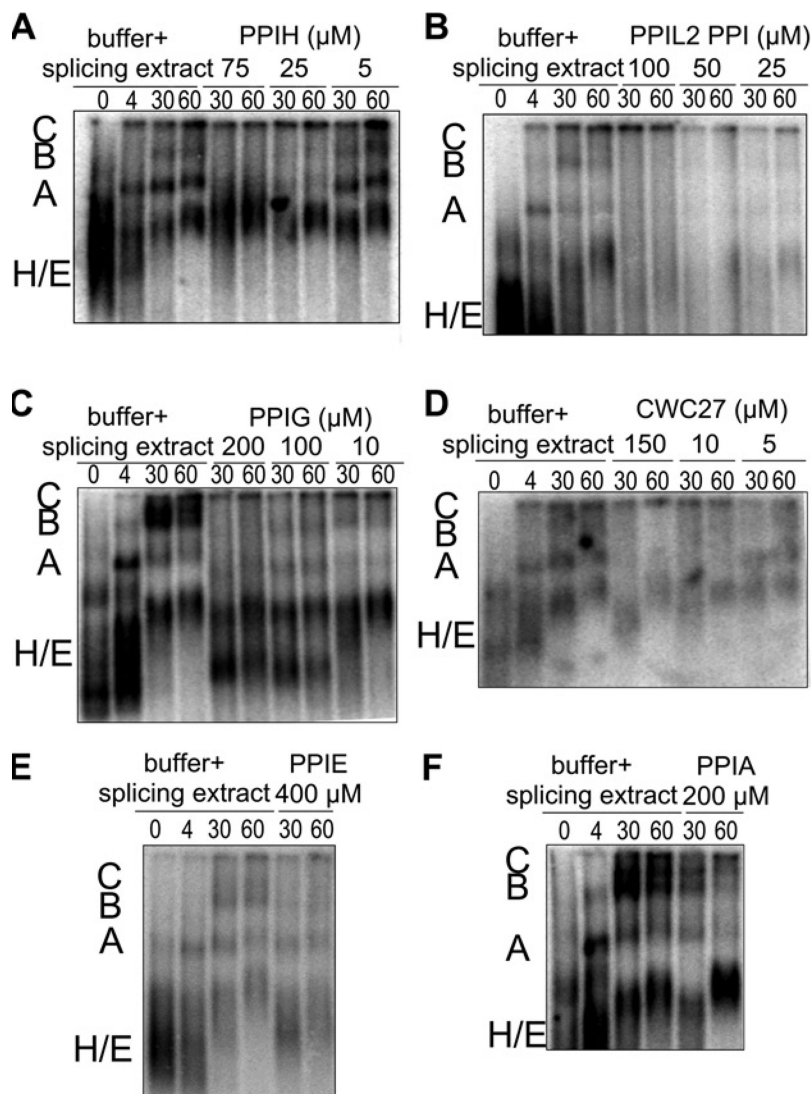 A
buffer+ PPIH (µM)
splicing extract 75 25 5
0 4 30 60 30 60 30 60 30 60
C
B
A
H/E
B
buffer+ PPIL2 PPI (µM)
splicing extract 100 50 25
0 4 30 60 30 60 30 60 30 60
C
B
A
H/E
C
buffer+ PPIG (µM)
splicing extract 200 100 10
0 4 30 60 30 60 30 60 30 60
C
B
A
H/E
D
buffer+ CWC27 (µM)
splicing extract 150 10 5
0 4 30 60 30 60 30 60 30 60
C
B
A
H/E
E
buffer+ PPIE
splicing extract 400 µM
0 4 30 60 30 60
C
B
A
H/E
F
buffer+ PPIA
splicing extract 200 µM
0 4 30 60 30 60
C
B
A
H/E